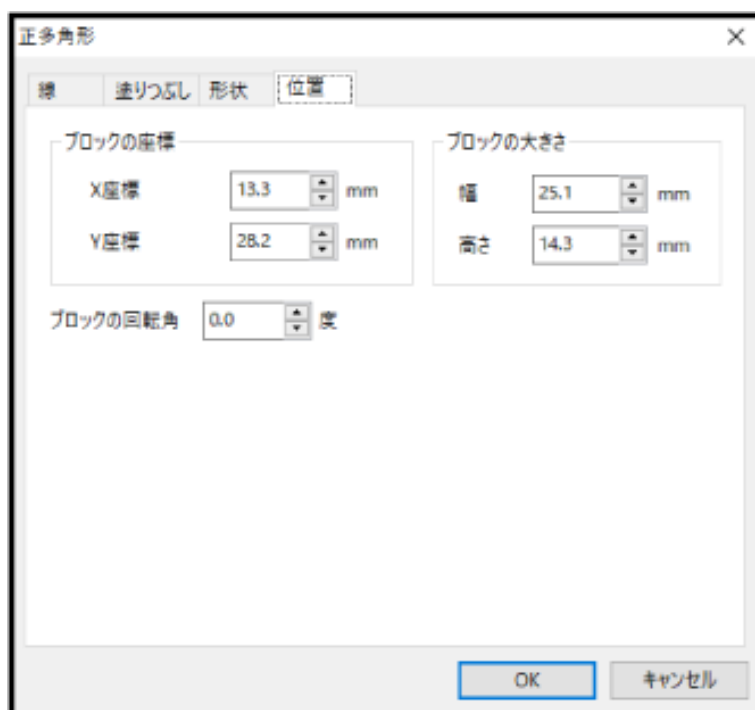 正多角形
線 塗りつぶし 形状 位置
ブロックの座標 ブロックの大きさ
X座標 13.3 mm 幅 25.1 mm
Y座標 28.2 mm 高さ 14.3 mm
ブロックの回転角 0.0 度
OK キャンセル